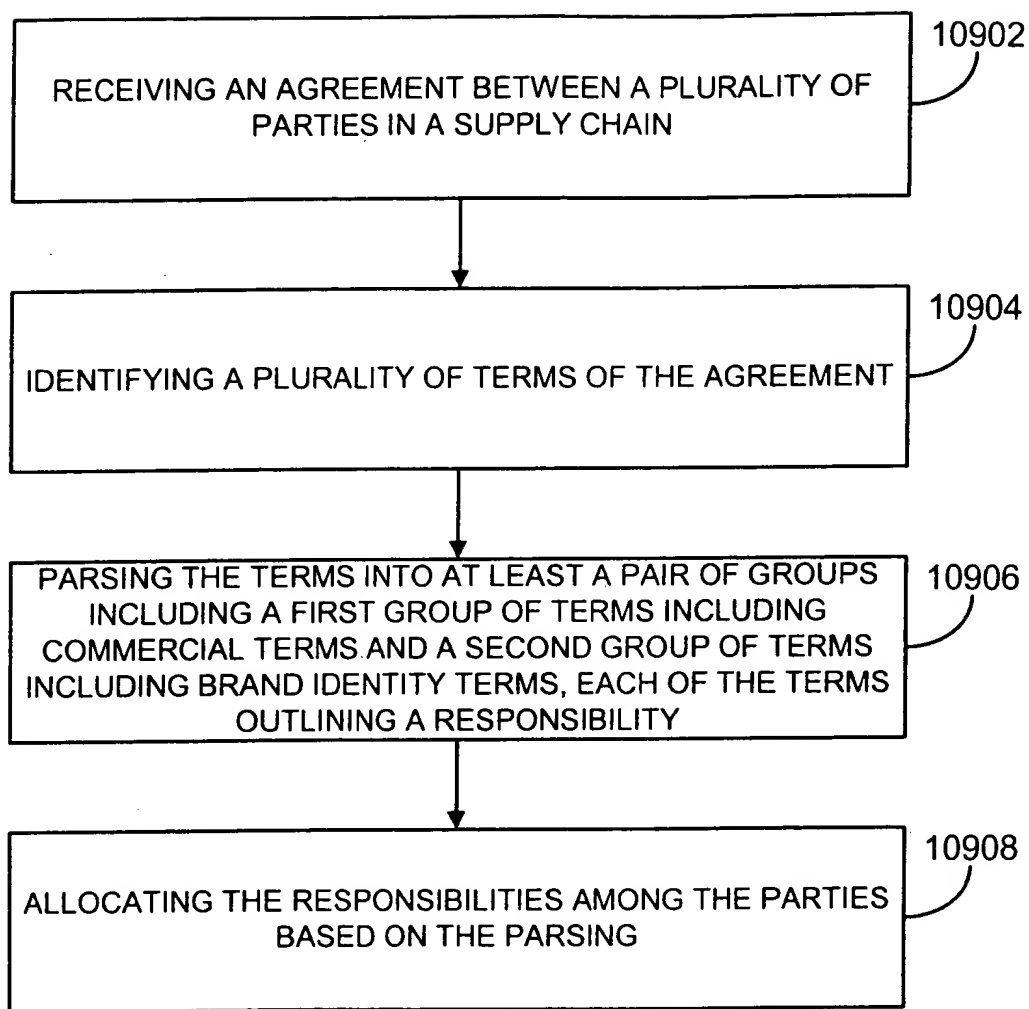 10902
RECEIVING AN AGREEMENT BETWEEN A PLURALITY OF
PARTIES IN A SUPPLY CHAIN
10904
IDENTIFYING A PLURALITY OF TERMS OF THE AGREEMENT
10906
PARSING THE TERMS INTO AT LEAST A PAIR OF GROUPS
INCLUDING A FIRST GROUP OF TERMS INCLUDING
COMMERCIAL TERMS AND A SECOND GROUP OF TERMS
INCLUDING BRAND IDENTITY TERMS, EACH OF THE TERMS
OUTLINING A RESPONSIBILITY
10908
ALLOCATING THE RESPONSIBILITIES AMONG THE PARTIES
BASED ON THE PARSING